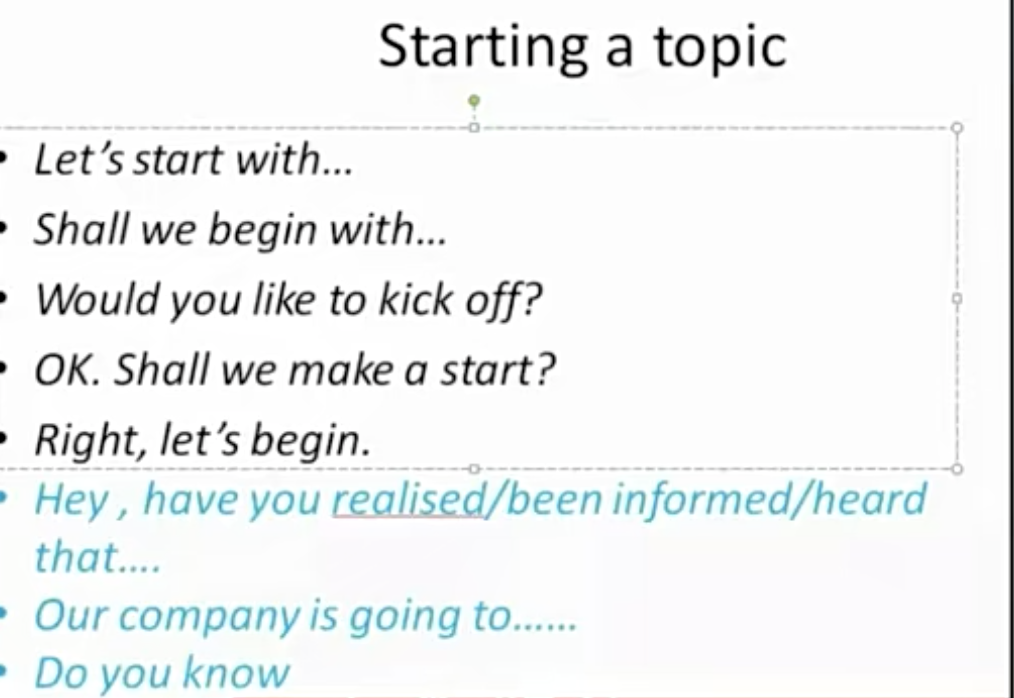 Starting a topic
• Let's start with...
• Shall we begin with...
• Would you like to kick off?
• OK. Shall we make a start?
• Right, let's begin.
• Hey , have you realised/been informed/heard
that....
• Our company is going to......
• Do you know